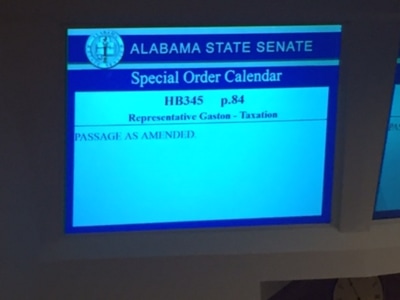 ALABAMA STATE SENATE
Special Order Calendar
HB345 p.84
Representative Gaston - Taxation
PASSAGE AS AMENDED.